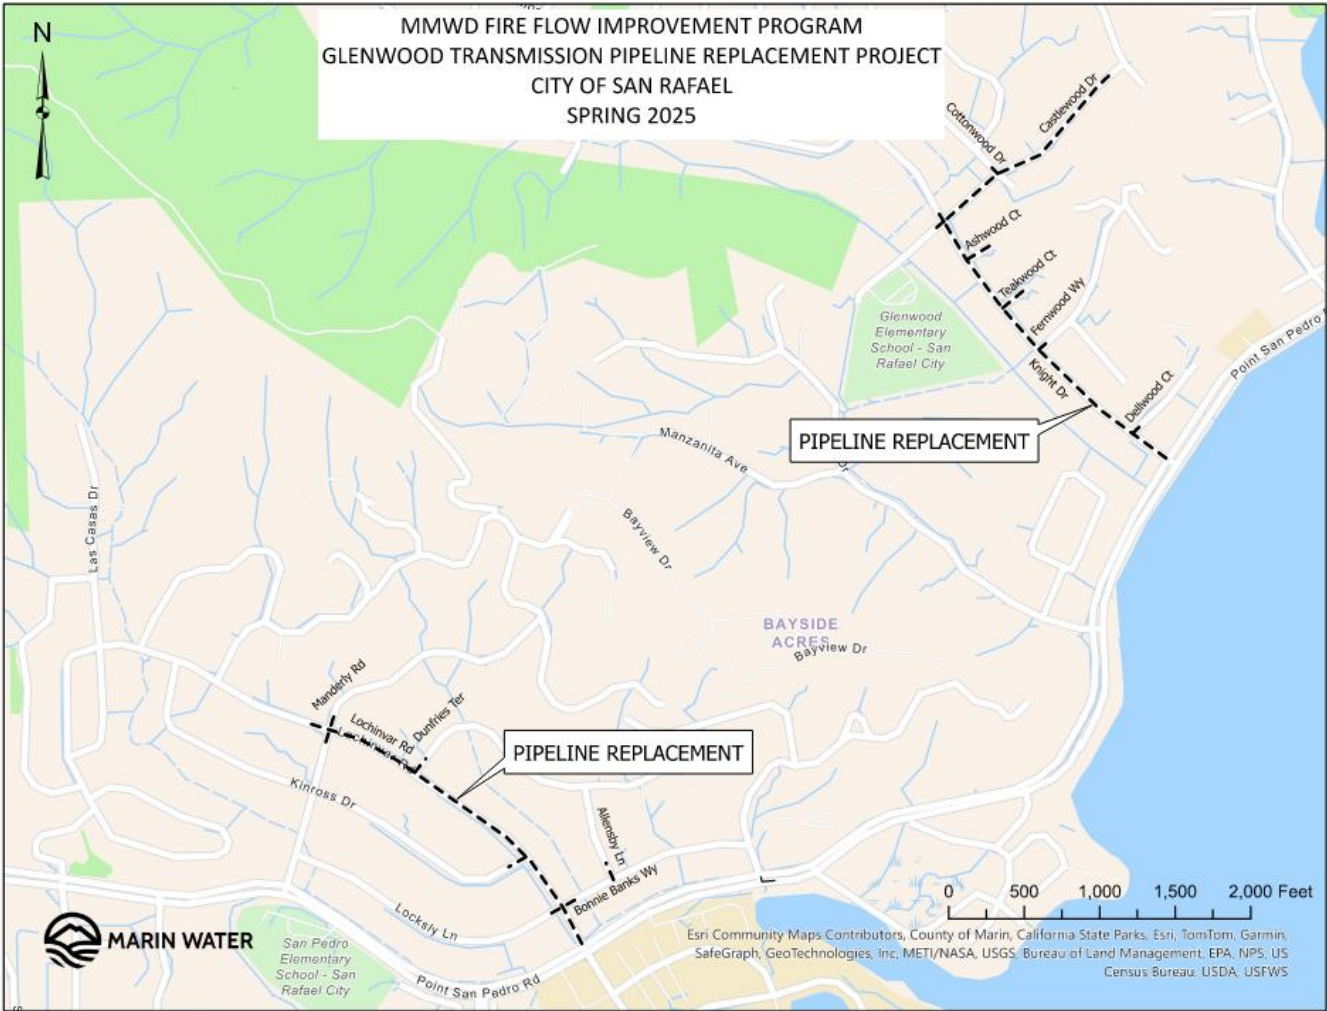 MMWD FIRE FLOW IMPROVEMENT PROGRAM
GLENWOOD TRANSMISSION PIPELINE REPLACEMENT PROJECT
CITY OF SAN RAFAEL
SPRING 2025
N
Castlewood Dr
Cottonwood Dr
Ashwood Ct
Teakwood Ct
Fernwood Wy
Glenwood
Elementary
School - San
Rafael City
Point San Pedro
Knight Dr
Dellwood Ct
PIPELINE REPLACEMENT
Manzanita Ave
Dr
Las Casas Dr
Bayview Dr
BAYSIDE
ACRES
Bayview Dr
Manderly Rd
Dunfries Ter
Lochinvar Rd
Lochinvar R
PIPELINE REPLACEMENT
Kinross Dr
Allensby Ln
Bonnie Banks Wy
Locksly Ln
0 500 1,000 1,500 2,000 Feet
MARIN WATER
San Pedro
Elementary
School - San
Rafael City
Point San Pedro Rd
Esri Community Maps Contributors, County of Marin, California State Parks, Esri, TomTom, Garmin,
SafeGraph, GeoTechnologies, Inc, METI/NASA, USGS, Bureau of Land Management, EPA, NPS, US
Census Bureau, USDA, USFWS